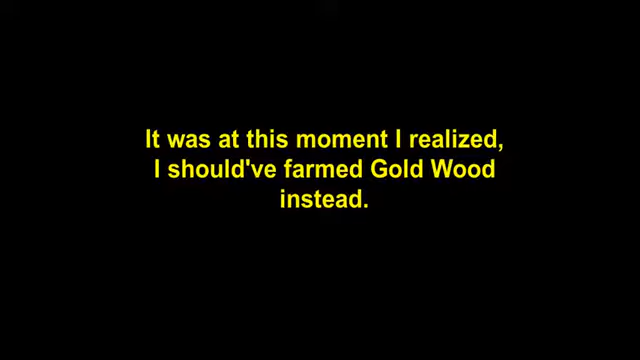 It was at this moment I realized,
I should've farmed Gold Wood
instead.